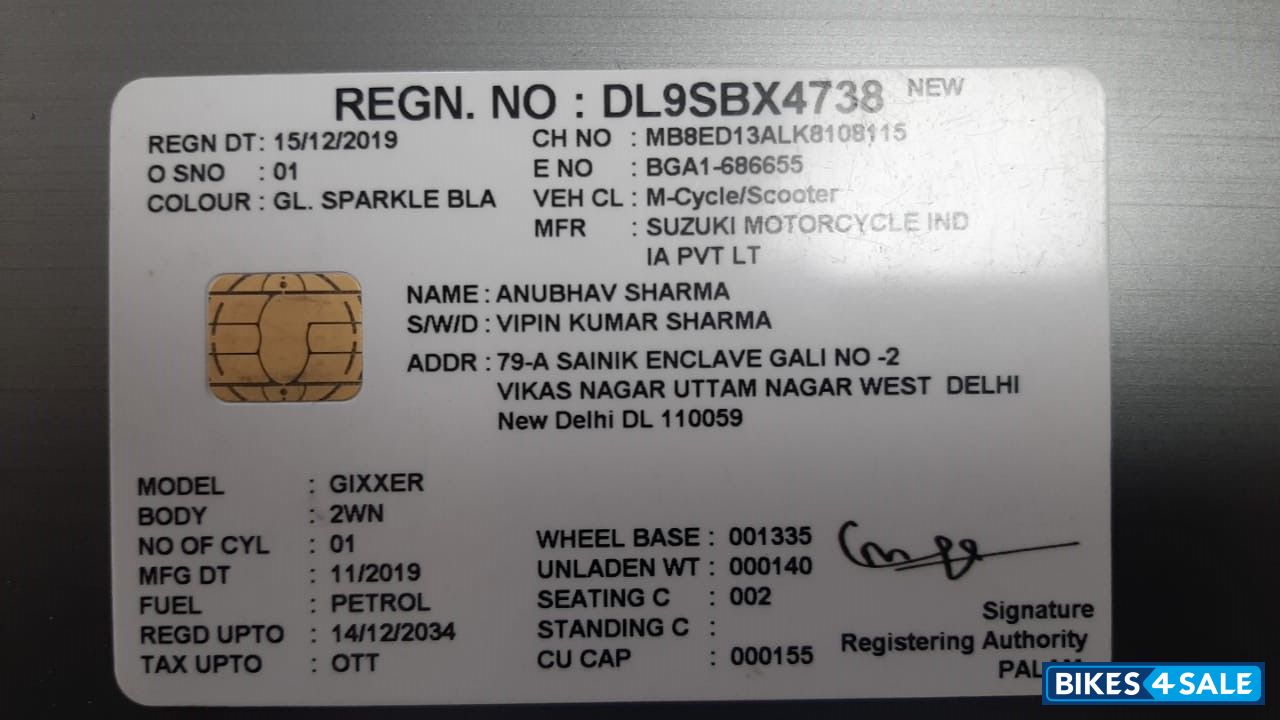 REGN. NO : DL9SBX4738 NEW
REGN DT: 15/12/2019 CH NO : MB8ED13ALK8108115
O SNO : 01 E NO : BGA1-686655
COLOUR : GL. SPARKLE BLA VEH CL : M-Cycle/Scooter
MFR : SUZUKI MOTORCYCLE IND
IA PVT LT
NAME : ANUBHAV SHARMA
S/W/D : VIPIN KUMAR SHARMA
ADDR : 79-A SAINIK ENCLAVE GALI NO -2
VIKAS NAGAR UTTAM NAGAR WEST DELHI
New Delhi DL 110059
MODEL : GIXXER
BODY : 2WN
NO OF CYL : 01 WHEEL BASE : 001335
MFG DT : 11/2019 UNLADEN WT : 000140
FUEL : PETROL SEATING C : 002
REGD UPTO : 14/12/2034 STANDING C :
TAX UPTO : OTT CU CAP : 000155
Signature
Registering Authority
BIKES4SALE